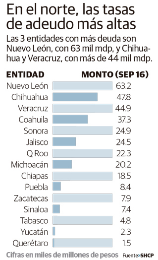 En el norte, las tasas
de adeudo más altas
Las 3 entidades con más deuda son
Nuevo León, con 63 mil mdp, y Chihua-
hua y Veracruz, con más de 44 mil mdp.
ENTIDAD MONTO (SEP 16)
Nuevo León 63.2
Chihuahua 47.8
Veracruz 44.9
Coahuila 37.3
Sonora 24.9
Jalisco 24.5
Q Roo 22.3
Michoacán 20.2
Chiapas 18.5
Puebla 8.4
Zacatecas 7.9
Sinaloa 7.4
Tabasco 4.8
Yucatán 2.3
Querétaro 1.5
Cifras en miles de millones de pesos Fuente:SHCP